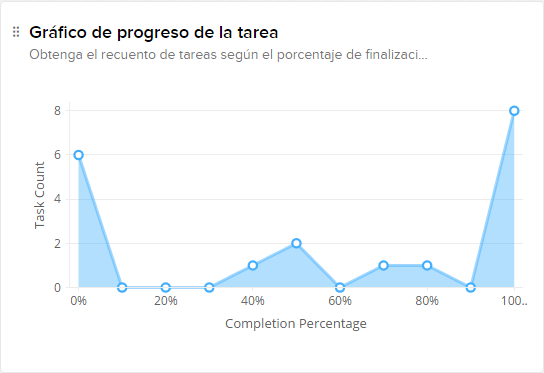 Gráfico de progreso de la tarea
Obtenga el recuento de tareas según el porcentaje de finalizaci...
8
6
4
2
0
Task Count
0%
20%
40%
60%
80%
100..
Completion Percentage